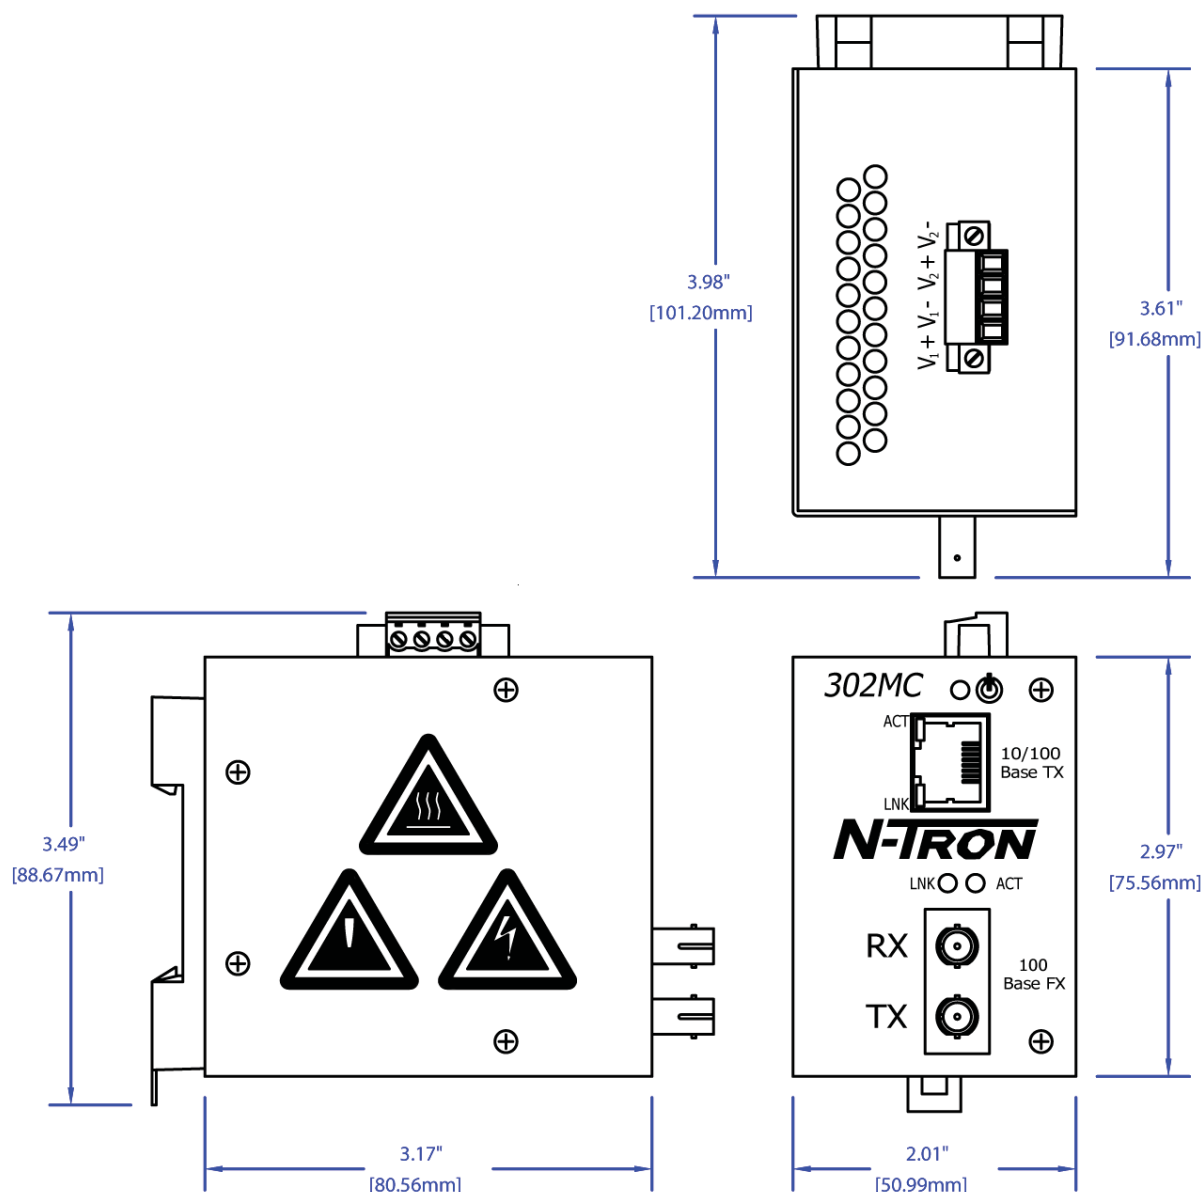 3.98"
[101.20mm]
V1 + V1 - V2 + V2 -
3.61"
[91.68mm]
3.49"
[88.67mm]
302MC
ACT
10/100
Base TX
LNK
N-TRON
LNK
ACT
RX
100
Base FX
TX
2.97"
[75.56mm]
3.17"
[80.56mm]
2.01"
[50.99mm]